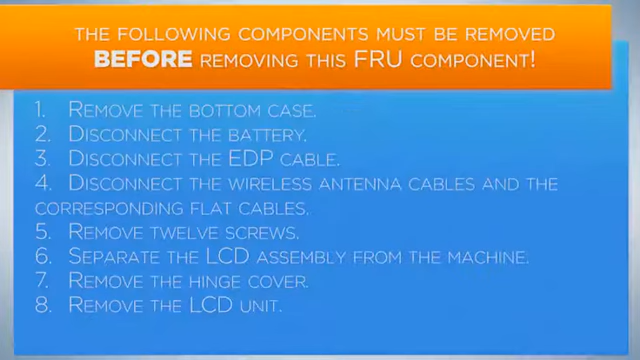 THE FOLLOWING COMPONENTS MUST BE REMOVED
BEFORE REMOVING THIS FRU COMPONENT!
1. REMOVE THE BOTTOM CASE.
2. DISCONNECT THE BATTERY.
3. DISCONNECT THE EDP CABLE.
4. DISCONNECT THE WIRELESS ANTENNA CABLES AND THE
CORRESPONDING FLAT CABLES.
5. REMOVE TWELVE SCREWS.
6. SEPARATE THE LCD ASSEMBLY FROM THE MACHINE.
7. REMOVE THE HINGE COVER.
8. REMOVE THE LCD UNIT.